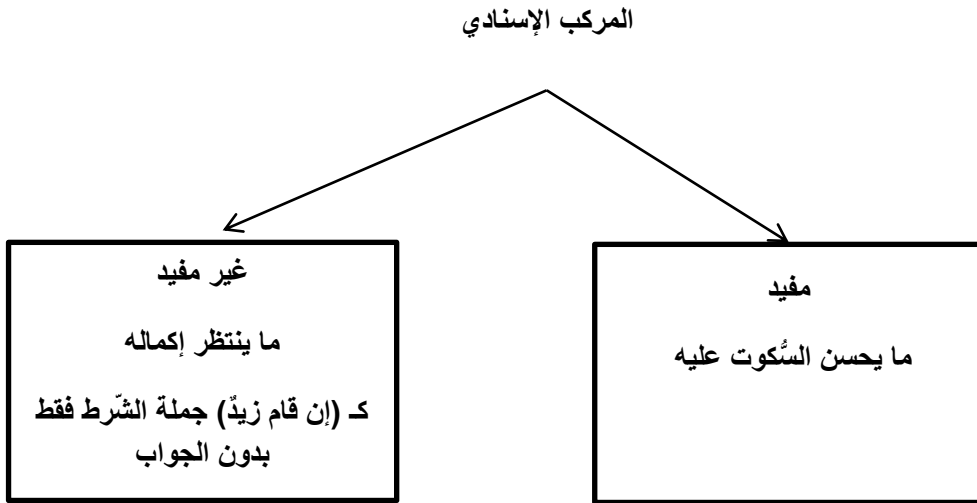 المركب الإسنادي
مفيد
ما يحسن السُّكوت عليه
غير مفيد
ما ينتظر إكماله
كـ (إن قام زيدٌ) جملة الشّرط فقط
بدون الجواب